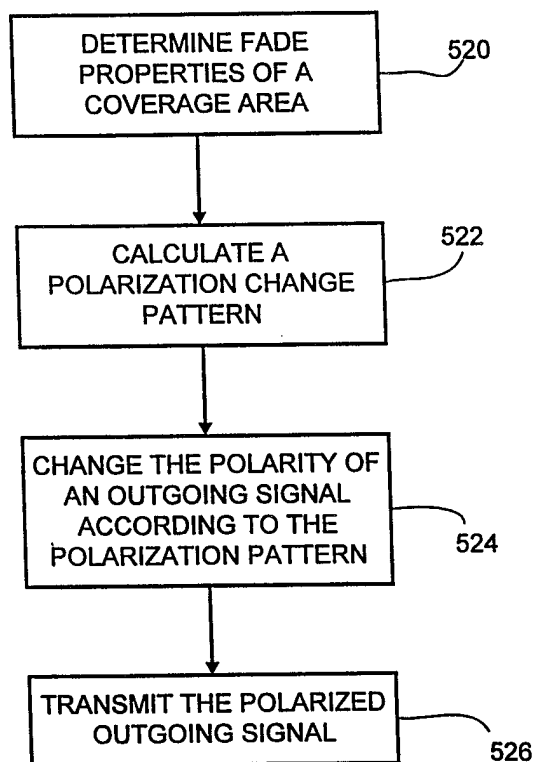 DETERMINE FADE
PROPERTIES OF A
COVERAGE AREA
520
CALCULATE A
POLARIZATION CHANGE
PATTERN
522
CHANGE THE POLARITY OF
AN OUTGOING SIGNAL
ACCORDING TO THE
POLARIZATION PATTERN
524
TRANSMIT THE POLARIZED
OUTGOING SIGNAL
526